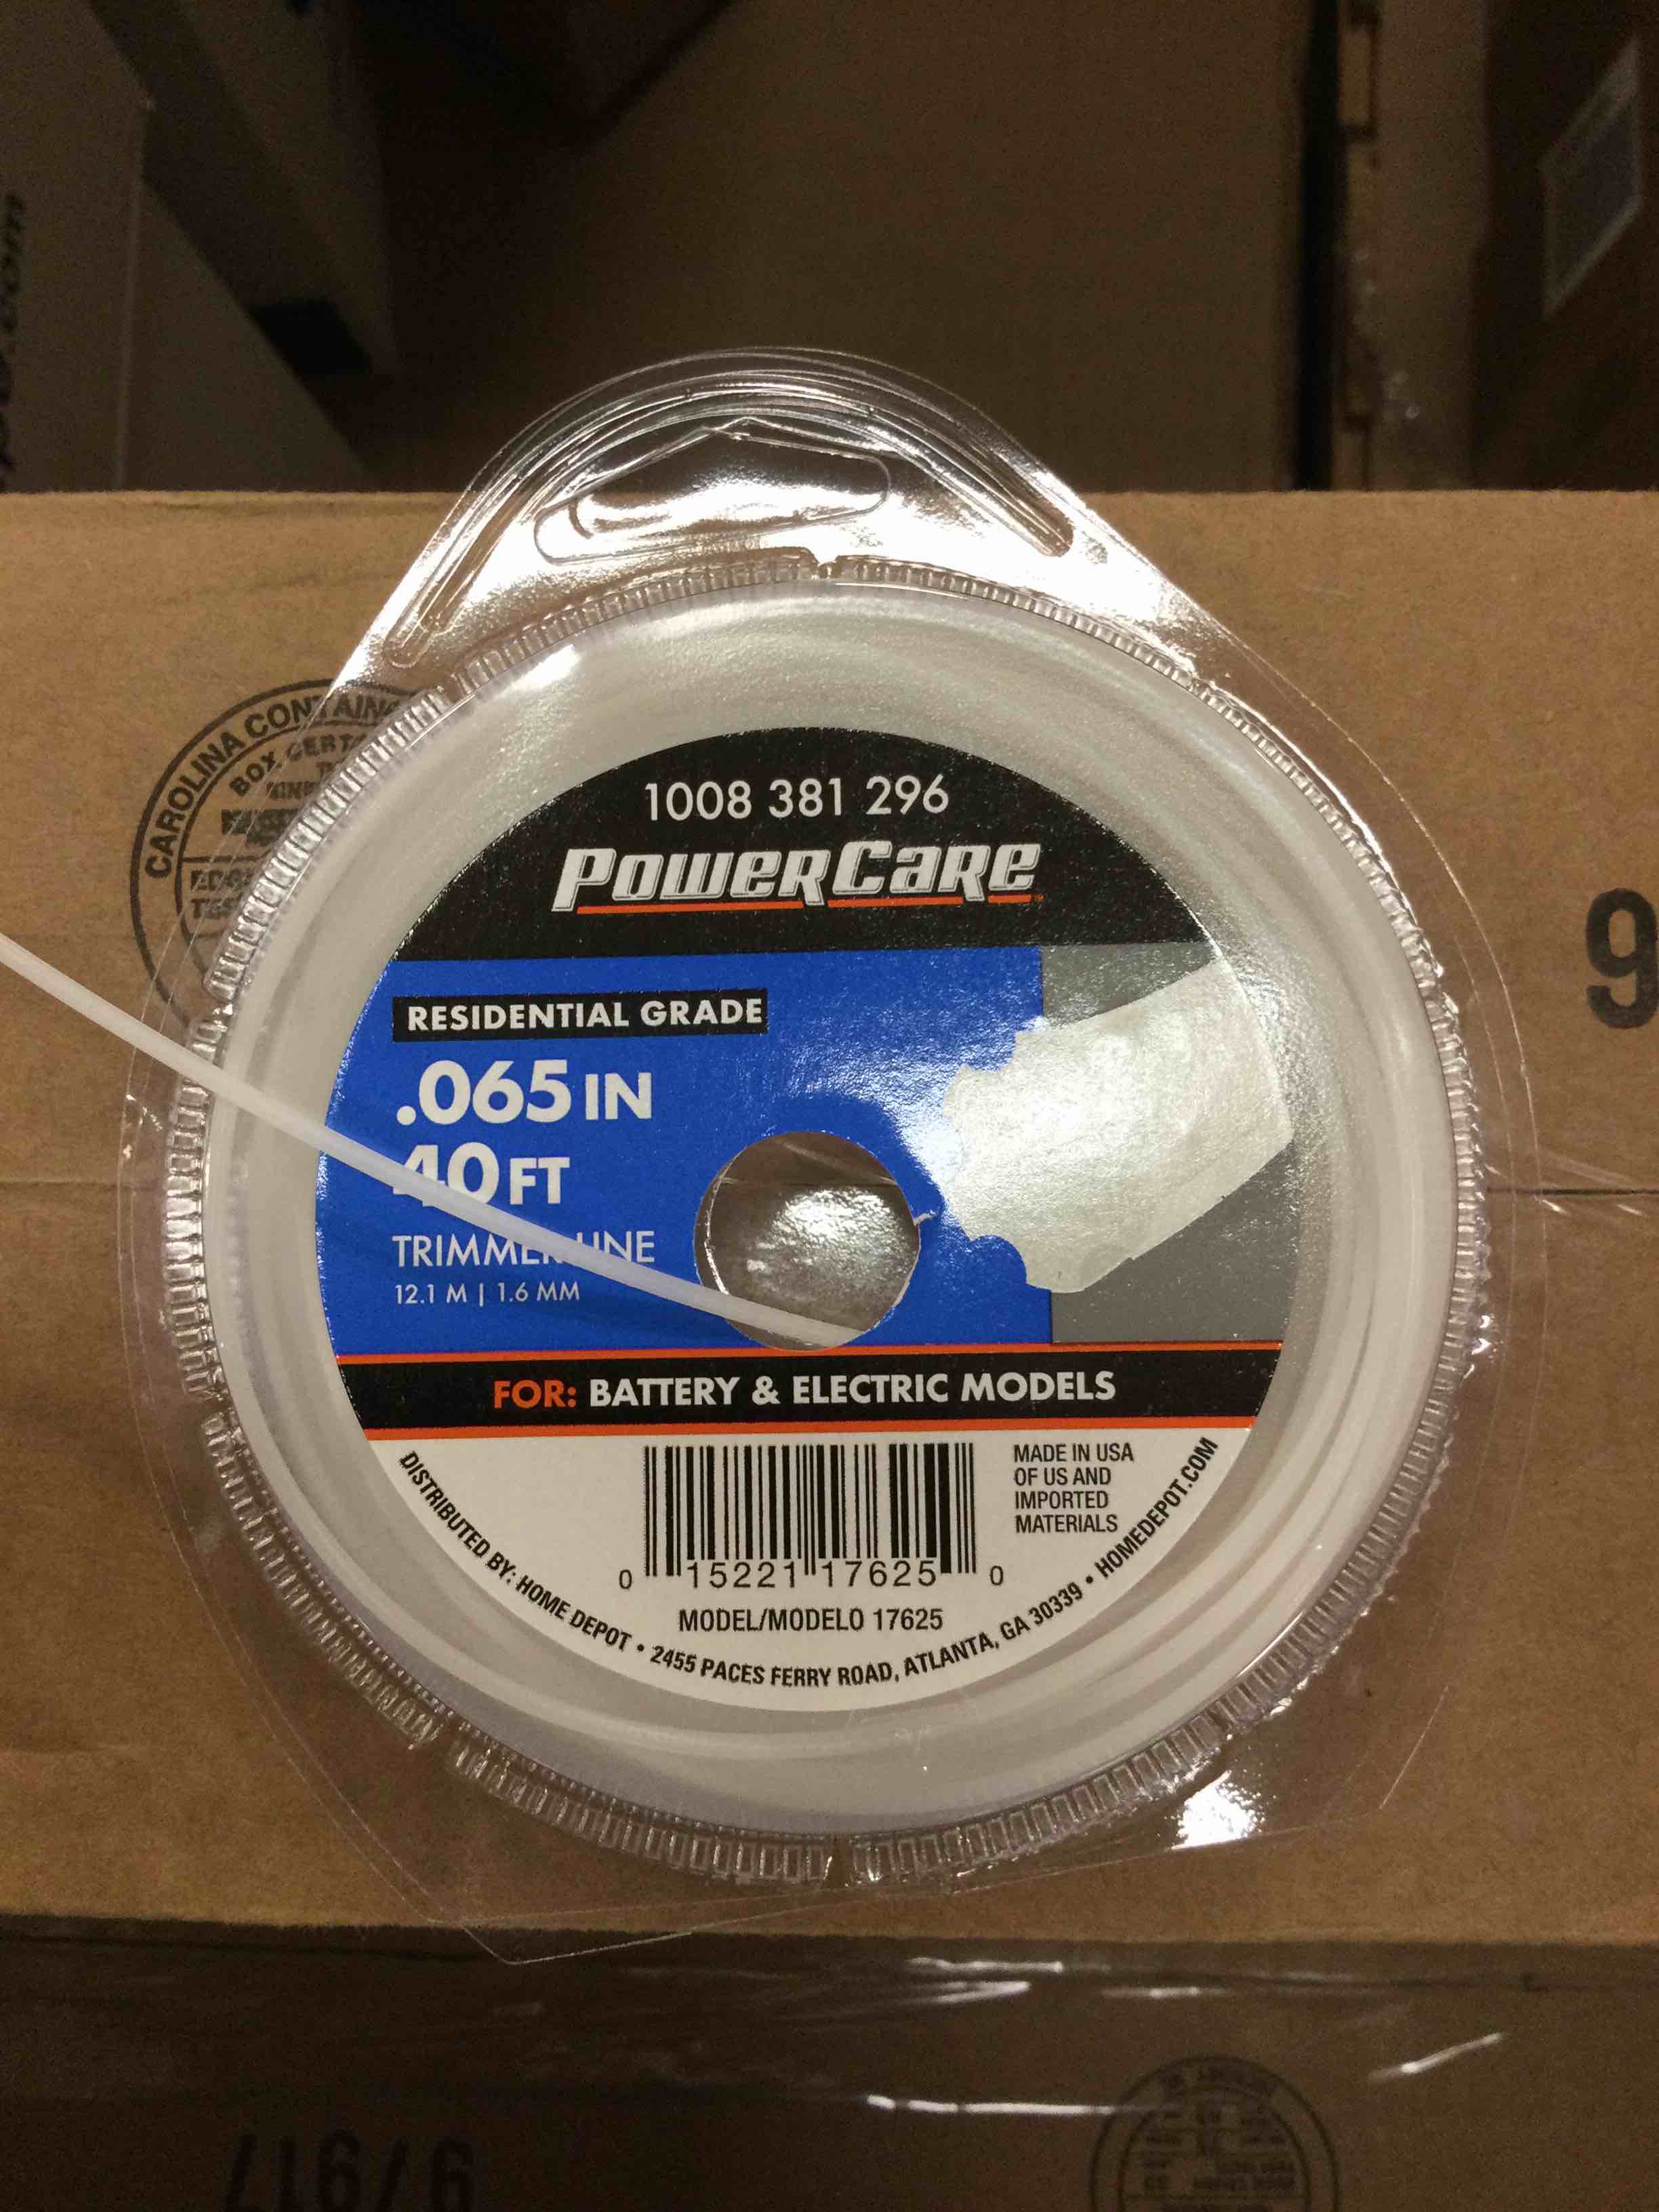 1008 381 296
PowerCare
RESIDENTIAL GRADE
.065 IN
40 FT
TRIMMER LINE
12.1 M | 1.6 MM
FOR: BATTERY & ELECTRIC MODELS
MADE IN USA
OF US AND
IMPORTED
MATERIALS
0 15221 17625 0
MODEL/MODELO 17625
DISTRIBUTED BY: HOME DEPOT • 2455 PACES FERRY ROAD, ATLANTA, GA 30339 • HOMEDEPOT.COM
CAROLINA
BOX
9